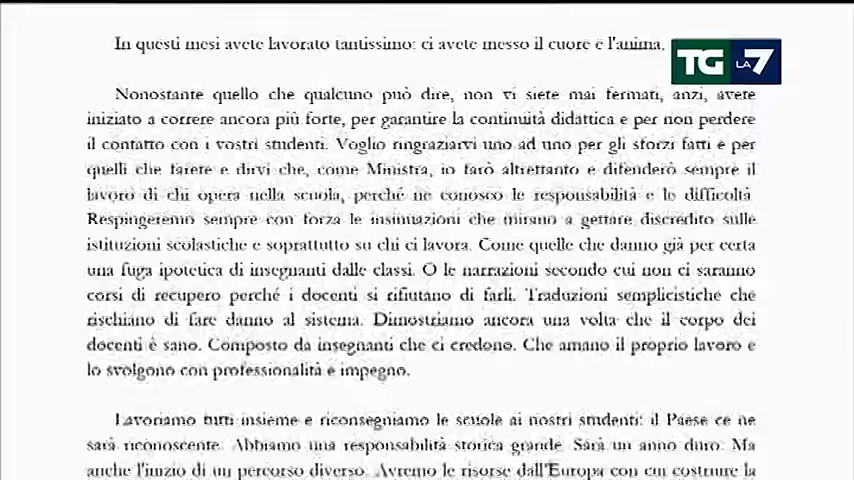 In questi mesi avete lavorato tantissimo: ci avete messo il cuore e l'anima.
TG LA7
Nonostante quello che qualcuno può dire, non vi siete mai fermati, anzi, avete
iniziato a correre ancora più forte, per garantire la continuità didattica e per non perdere
il contatto con i vostri studenti. Voglio ringraziarvi uno ad uno per gli sforzi fatti e per
quelli che farete e dirvi che, come Ministra, io farò altrettanto e difenderò sempre il
lavoro di chi opera nella scuola, perché ne conosco le responsabilità e le difficoltà.
Respingeremo sempre con forza le insinuazioni che mirano a gettare discredito sulle
istituzioni scolastiche e soprattutto su chi ci lavora. Come quelle che danno già per certa
una fuga ipotetica di insegnanti dalle classi. O le narrazioni secondo cui non ci saranno
corsi di recupero perché i docenti si rifiutano di farli. Traduzioni semplicistiche che
rischiano di fare danno al sistema. Dimostriamo ancora una volta che il corpo dei
docenti è sano. Composto da insegnanti che ci credono. Che amano il proprio lavoro e
lo svolgono con professionalità e impegno.
Lavoriamo tutti insieme e riconsegniamo le scuole ai nostri studenti: il Paese ce ne
sarà riconoscente. Abbiamo una responsabilità storica grande. Sarà un anno duro. Ma
anche l'inizio di un percorso diverso. Avremo le risorse dall'Europa con cui costruire la